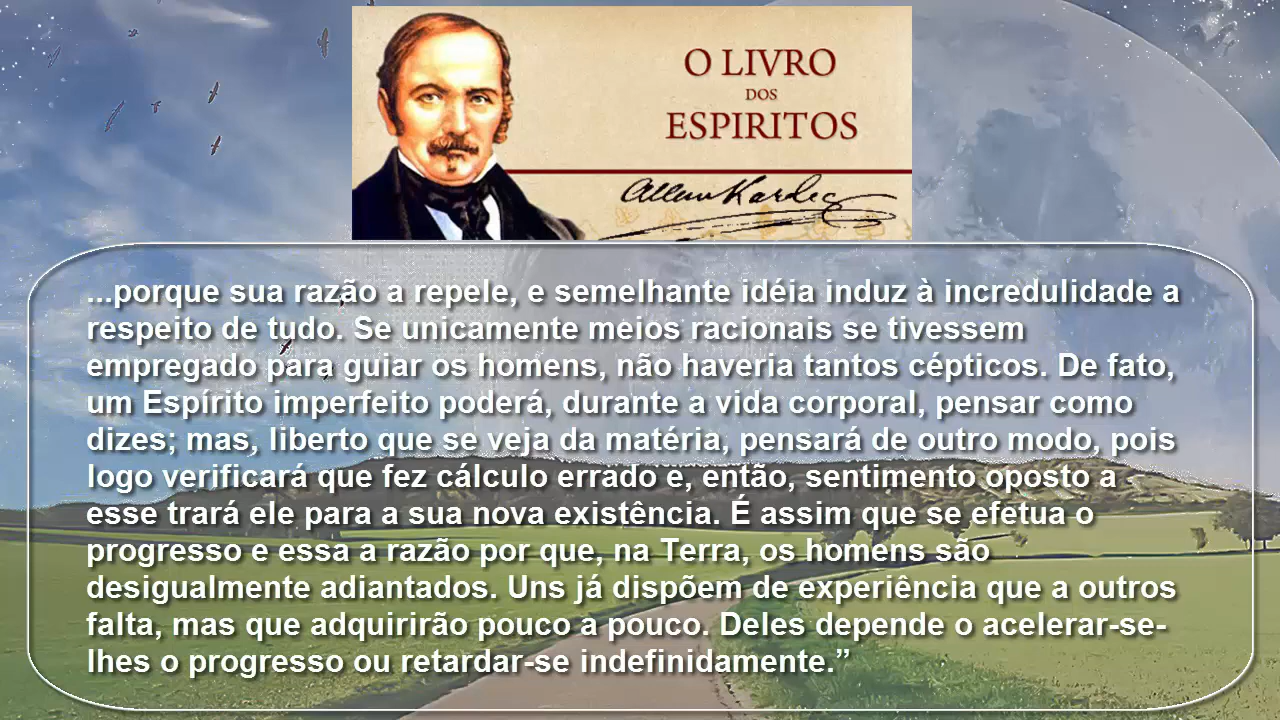 O LIVRO
DOS
ESPIRITOS
Allan Kardec
...porque sua razão a repele, e semelhante idéia induz à incredulidade a
respeito de tudo. Se unicamente meios racionais se tivessem
empregado para guiar os homens, não haveria tantos cépticos. De fato,
um Espírito imperfeito poderá, durante a vida corporal, pensar como
dizes; mas, liberto que se veja da matéria, pensará de outro modo, pois
logo verificará que fez cálculo errado e, então, sentimento oposto a
esse trará ele para a sua nova existência. É assim que se efetua o
progresso e essa a razão por que, na Terra, os homens são
desigualmente adiantados. Uns já dispõem de experiência que a outros
falta, mas que adquirirão pouco a pouco. Deles depende o acelerar-se-
lhes o progresso ou retardar-se indefinidamente.”